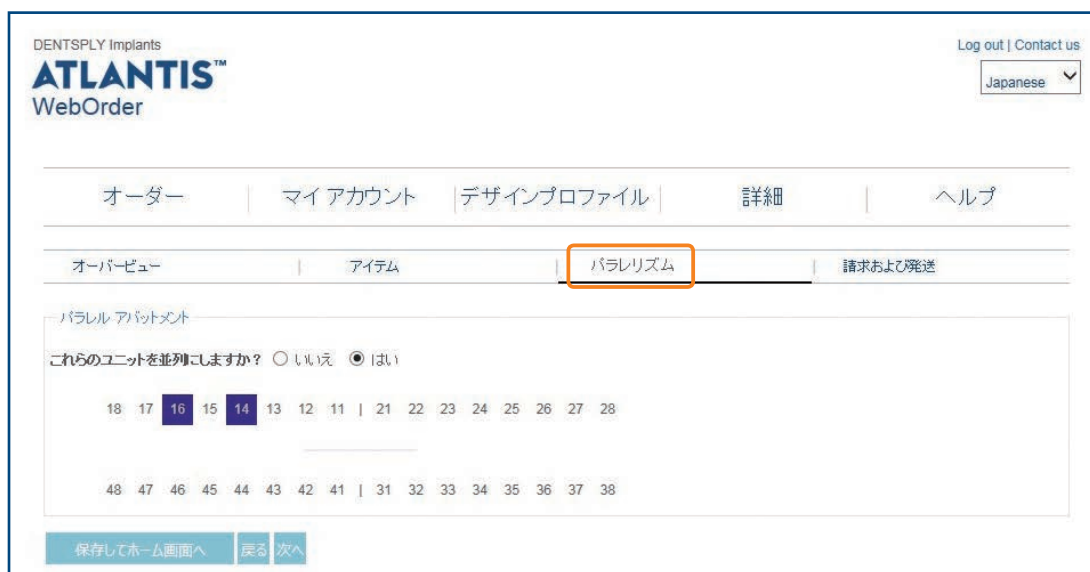 DENTSPLY Implants
Log out | Contact us
ATLANTIS™
Japanese
WebOrder
オーダー | マイ アカウント | デザインプロファイル | 詳細 | ヘルプ
オーバービュー | アイテム | パラレリズム | 請求および発送
パラレル アバットメント
これらのユニットを並列にしますか? いいえ はい
18 17 16 15 14 13 12 11 | 21 22 23 24 25 26 27 28
48 47 46 45 44 43 42 41 | 31 32 33 34 35 36 37 38
保存してホーム画面へ 戻る 次へ